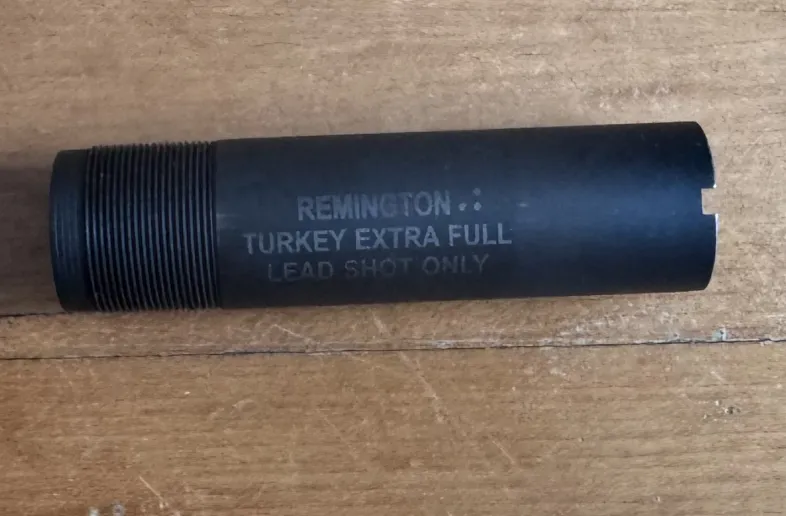 REMINGTON
TURKEY EXTRA FULL
LEAD SHOT ONLY